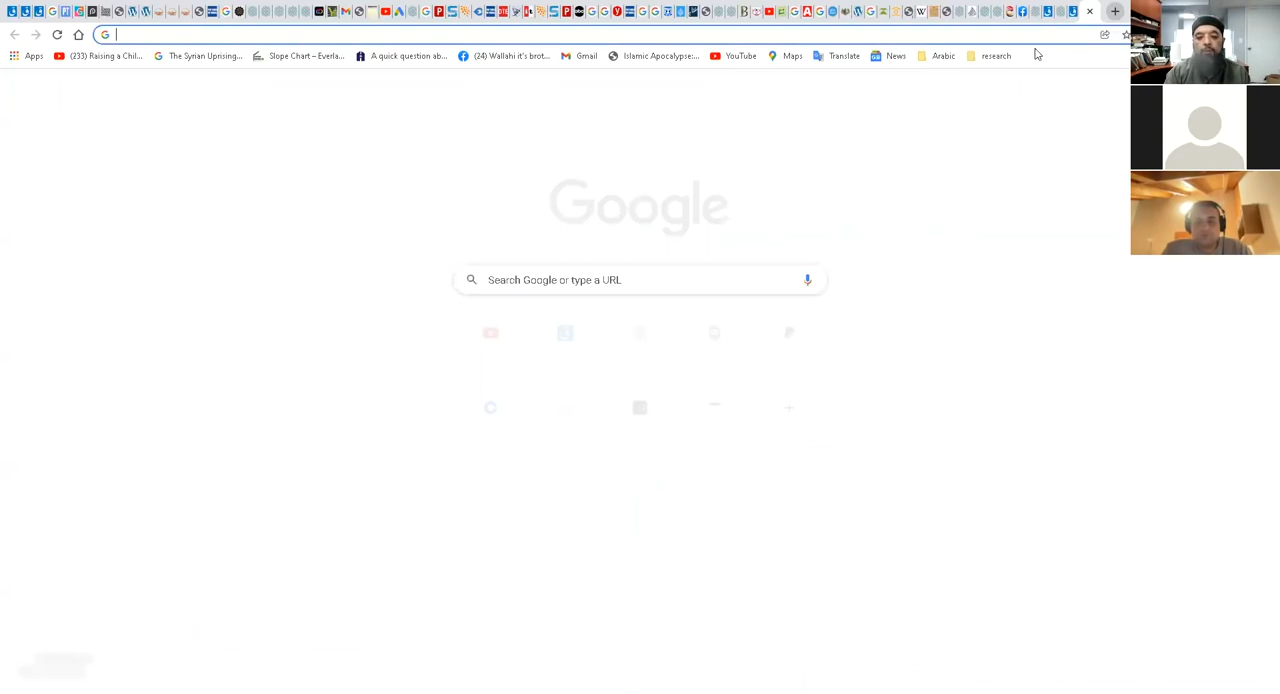 Apps (233) Raising a Chil... The Syrian Uprising... Slope Chart – Everla... A quick question ab... (24) Wallahi it's brot... Gmail Islamic Apocalypse:... YouTube Maps Translate News Arabic research
Google
Search Google or type a URL